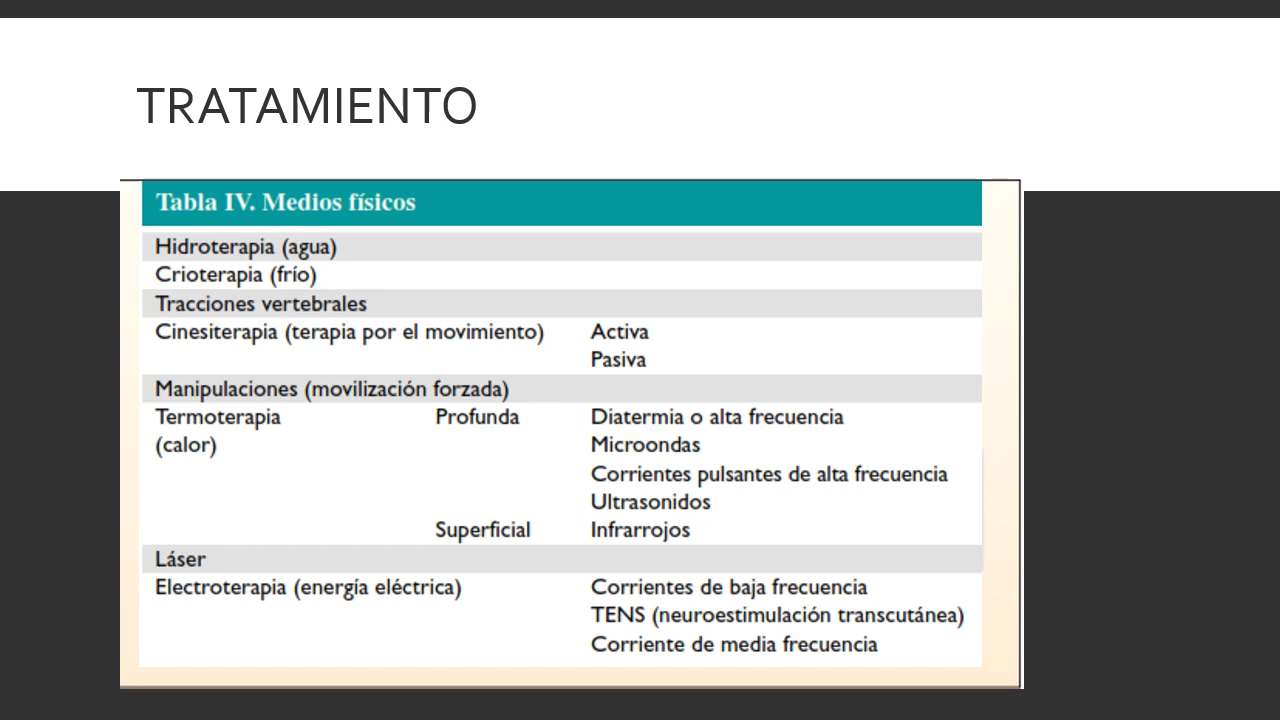 TRATAMIENTO
Tabla IV. Medios físicos
Hidroterapia (agua)
Crioterapia (frío)
Tracciones vertebrales
Cinesiterapia (terapia por el movimiento) Activa
Pasiva
Manipulaciones (movilización forzada)
Termoterapia Profunda Diatermia o alta frecuencia
(calor) Microondas
Corrientes pulsantes de alta frecuencia
Ultrasonidos
Superficial Infrarrojos
Láser
Electroterapia (energía eléctrica) Corrientes de baja frecuencia
TENS (neuroestimulación transcutánea)
Corriente de media frecuencia